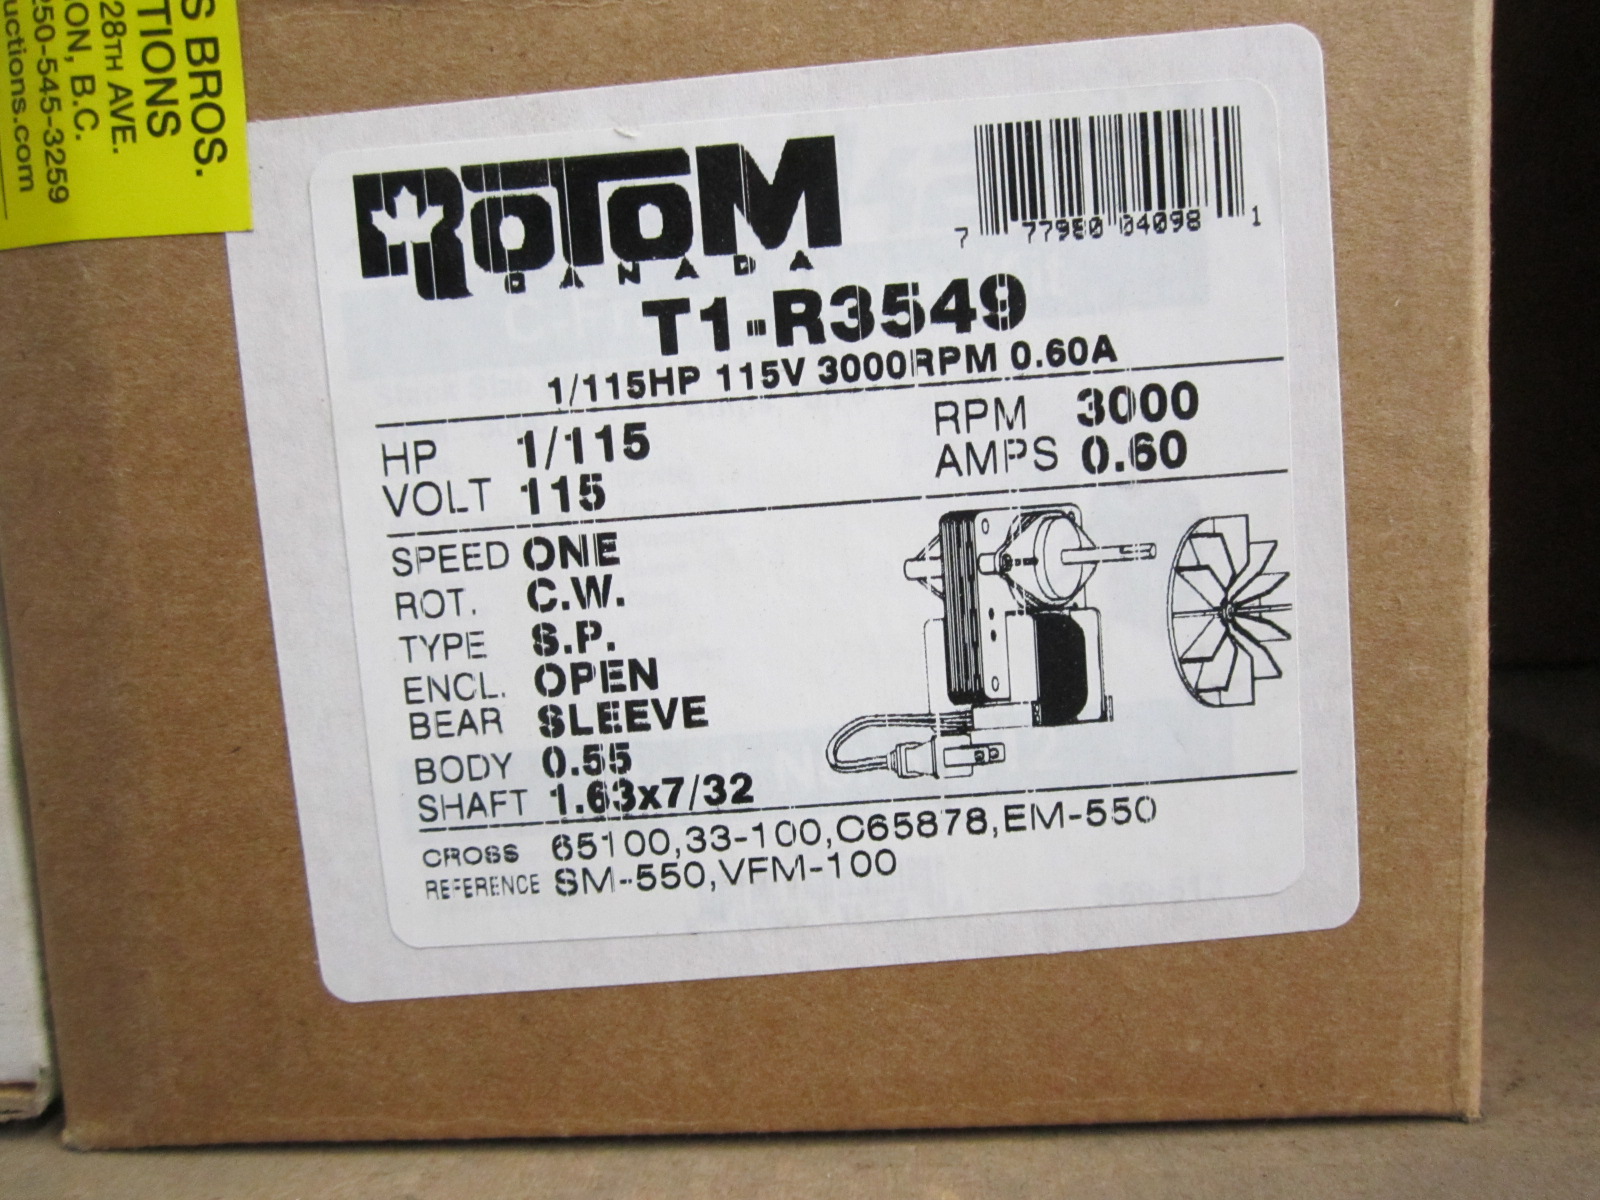 S BROS.
TIONS
28TH AVE.
ON, B.C.
250-545-3259
uctions.com
ROTOM
CANADA
7 77980 04098 1
T1-R3549
1/115HP 115V 3000RPM 0.60A
HP 1/115 RPM 3000
VOLT 115 AMPS 0.60
SPEED ONE
ROT. C.W.
TYPE S.P.
ENCL. OPEN
BEAR SLEEVE
BODY 0.55
SHAFT 1.63x7/32
CROSS 65100,33-100,C65878,EM-550
REFERENCE SM-550,VFM-100